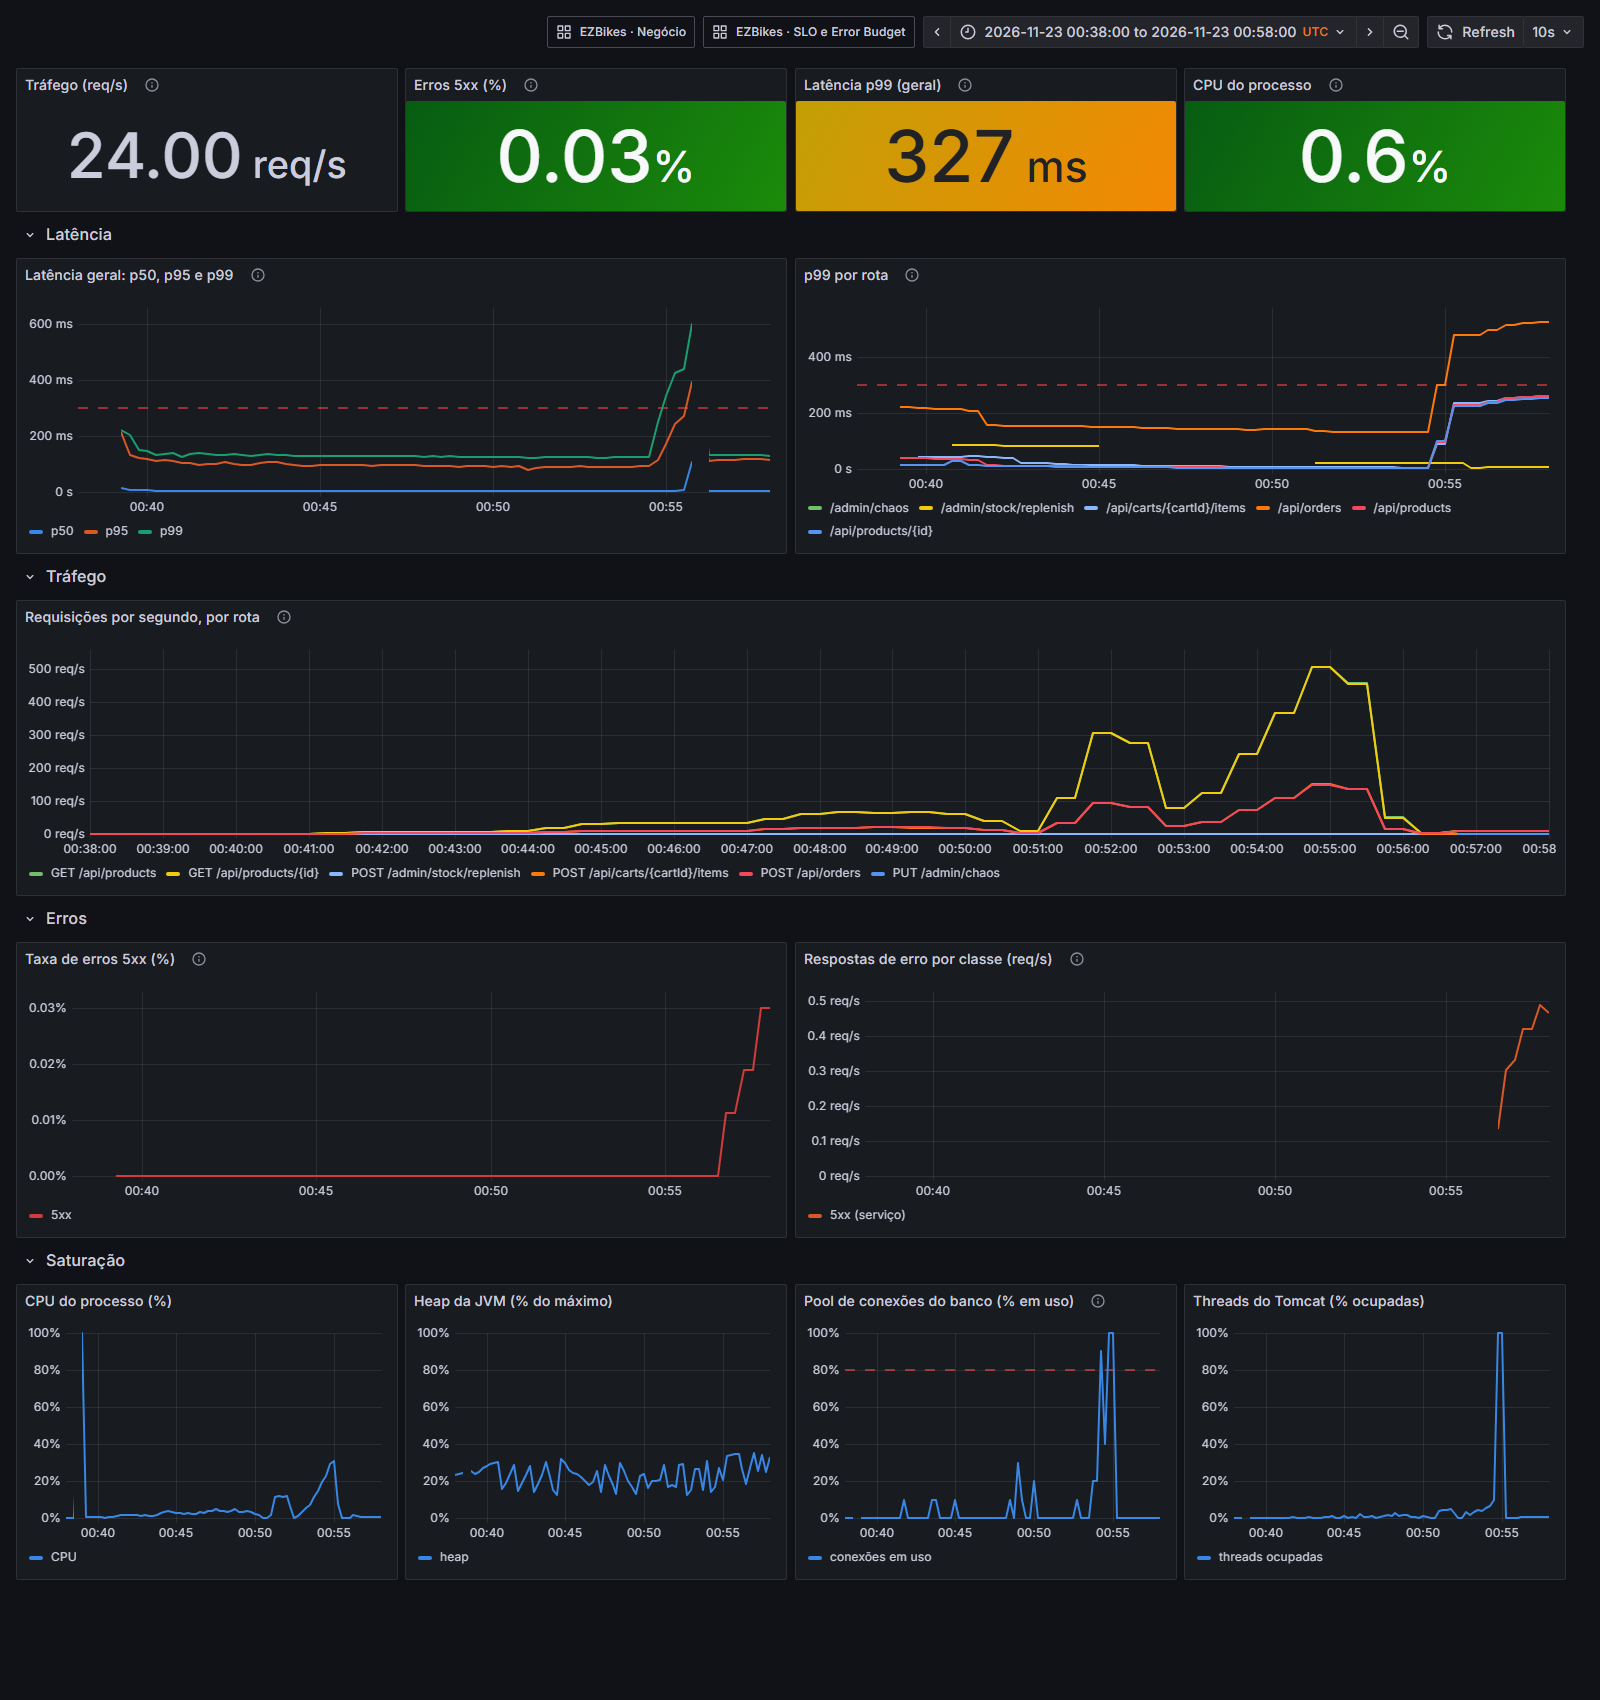 EZBikes · Negócio
EZBikes · SLO e Error Budget
2026-11-23 00:38:00 to 2026-11-23 00:58:00 UTC
Refresh
10s
Tráfego (req/s)
24.00 req/s
Erros 5xx (%)
0.03%
Latência p99 (geral)
327 ms
CPU do processo
0.6%
Latência
Latência geral: p50, p95 e p99
600 ms
400 ms
200 ms
0 s
00:40 00:45 00:50 00:55
p50 p95 p99
p99 por rota
400 ms
200 ms
0 s
00:40 00:45 00:50 00:55
/admin/chaos /admin/stock/replenish /api/carts/{cartId}/items /api/orders /api/products
/api/products/{id}
Tráfego
Requisições por segundo, por rota
500 req/s
400 req/s
300 req/s
200 req/s
100 req/s
0 req/s
00:38:00 00:39:00 00:40:00 00:41:00 00:42:00 00:43:00 00:44:00 00:45:00 00:46:00 00:47:00 00:48:00 00:49:00 00:50:00 00:51:00 00:52:00 00:53:00 00:54:00 00:55:00 00:56:00 00:57:00 00:58
GET /api/products GET /api/products/{id} POST /admin/stock/replenish POST /api/carts/{cartId}/items POST /api/orders PUT /admin/chaos
Erros
Taxa de erros 5xx (%)
0.03%
0.02%
0.01%
0.00%
00:40 00:45 00:50 00:55
5xx
Respostas de erro por classe (req/s)
0.5 req/s
0.4 req/s
0.3 req/s
0.2 req/s
0.1 req/s
0 req/s
00:40 00:45 00:50 00:55
5xx (serviço)
Saturação
CPU do processo (%)
100%
80%
60%
40%
20%
0%
00:40 00:45 00:50 00:55
CPU
Heap da JVM (% do máximo)
100%
80%
60%
40%
20%
0%
00:40 00:45 00:50 00:55
heap
Pool de conexões do banco (% em uso)
100%
80%
60%
40%
20%
0%
00:40 00:45 00:50 00:55
conexões em uso
Threads do Tomcat (% ocupadas)
100%
80%
60%
40%
20%
0%
00:40 00:45 00:50 00:55
threads ocupadas